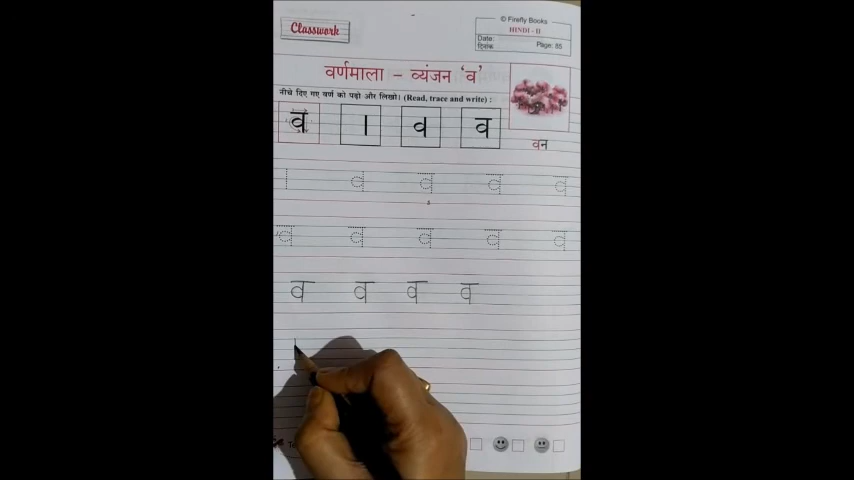 Classwork
© Firefly Books
HINDI - II
Date:
दिनांक
Page: 85
वर्णमाला – व्यंजन ‘व’
नीचे दिए गए वर्ण को पढ़ो और लिखो। (Read, trace and write) :
व । व व
वन
। व व व व
व व व व व
व व व व